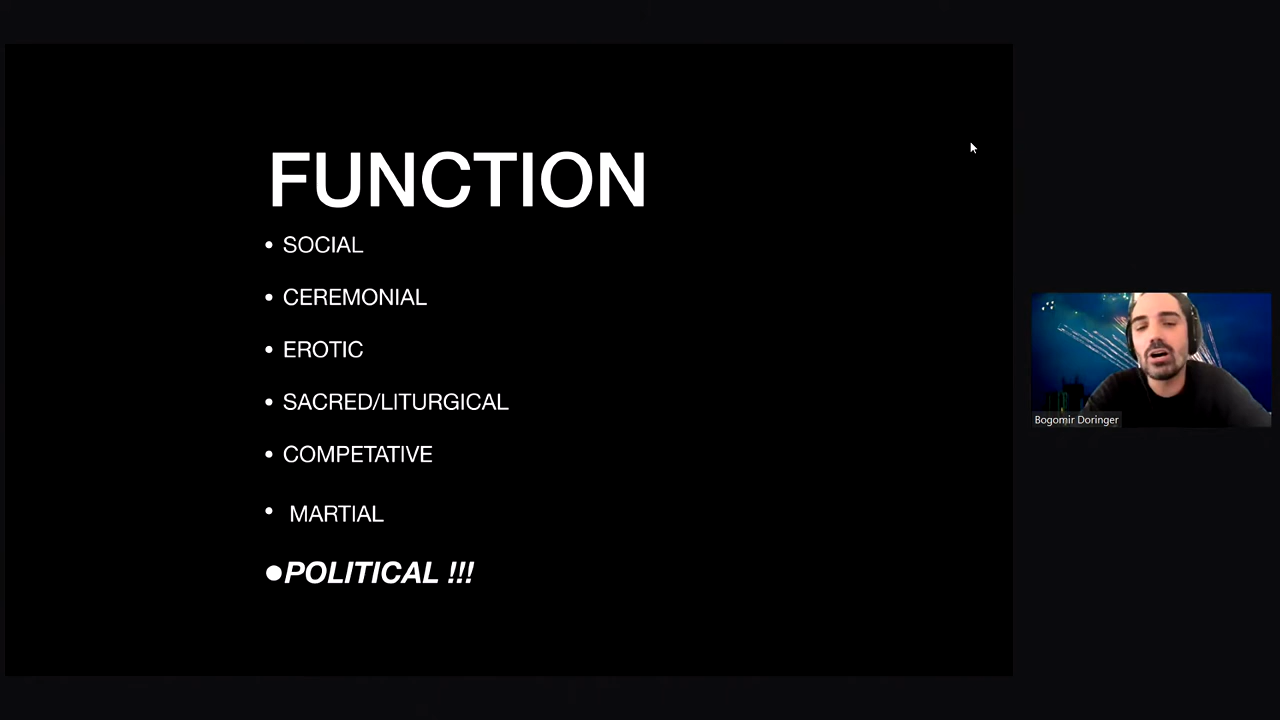 FUNCTION
• SOCIAL
• CEREMONIAL
• EROTIC
• SACRED/LITURGICAL
• COMPETATIVE
• MARTIAL
•POLITICAL !!!
Bogomir Doringer